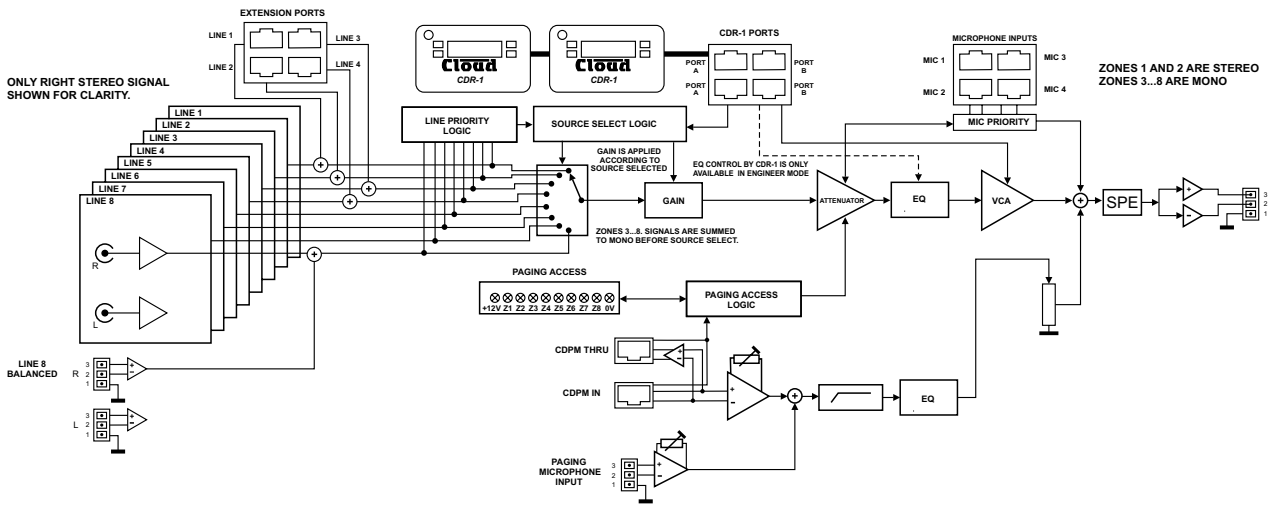 EXTENSION PORTS
LINE 1
LINE 3
LINE 2
LINE 4
ONLY RIGHT STEREO SIGNAL
SHOWN FOR CLARITY.
Cloud
CDR-1
Cloud
CDR-1
CDR-1 PORTS
PORT
A
PORT
B
PORT
A
PORT
B
MICROPHONE INPUTS
MIC 1
MIC 3
MIC 2
MIC 4
MIC PRIORITY
ZONES 1 AND 2 ARE STEREO
ZONES 3...8 ARE MONO
LINE 1
LINE 2
LINE 3
LINE 4
LINE 5
LINE 6
LINE 7
LINE 8
R
L
LINE PRIORITY
LOGIC
SOURCE SELECT LOGIC
GAIN IS APPLIED
ACCORDING TO
SOURCE SELECTED
EQ CONTROL BY CDR-1 IS ONLY
AVAILABLE IN ENGINEER MODE
GAIN
ATTENUATOR
EQ
VCA
+
+
+
+
+
+
SPE
+
−
3
2
1
ZONES 3...8. SIGNALS ARE SUMMED
TO MONO BEFORE SOURCE SELECT.
PAGING ACCESS
+12V Z1 Z2 Z3 Z4 Z5 Z6 Z7 Z8 0V
PAGING ACCESS
LOGIC
CDPM THRU
+
−
CDPM IN
+
−
+
EQ
LINE 8
BALANCED
R
3
2
1
+
−
L
3
2
1
+
−
PAGING
MICROPHONE
INPUT
3
2
1
+
−